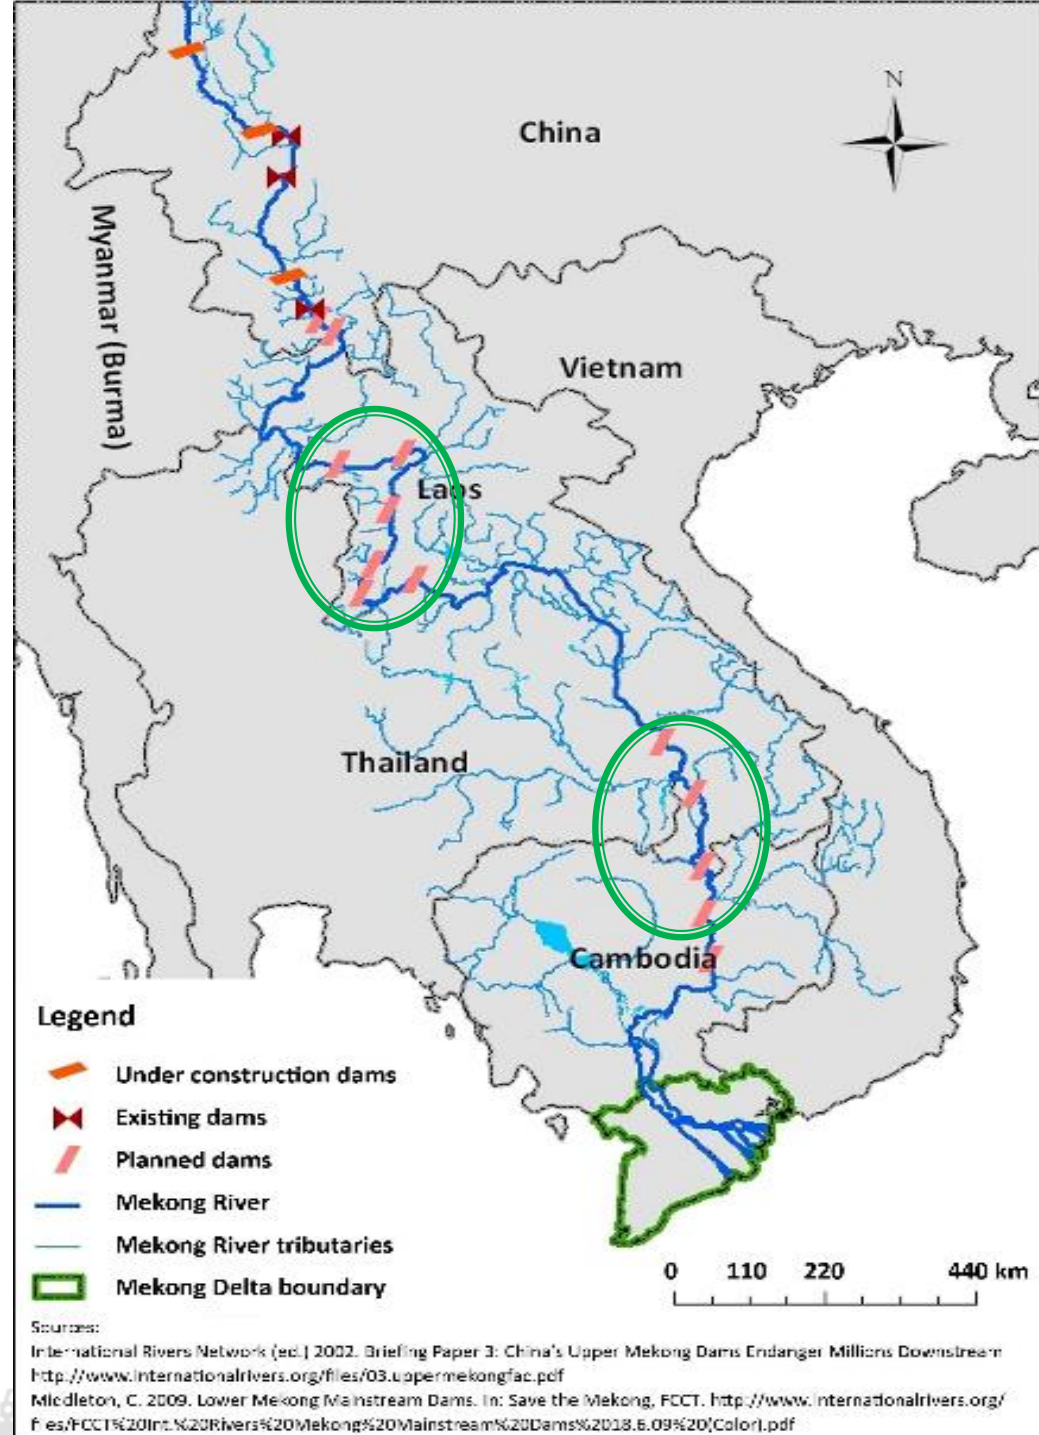 N
China
Myanmar (Burma)
Vietnam
Laos
Thailand
Cambodia
Legend
Under construction dams
Existing dams
Planned dams
Mekong River
Mekong River tributaries
Mekong Delta boundary
0 110 220 440 km
Sources:
International Rivers Network (ed.) 2002. Briefing Paper 3: China's Upper Mekong Dams Endanger Millions Downstream
http://www.internationalrivers.org/files/03.uppermekongfac.pdf
Middleton, C. 2009. Lower Mekong Mainstream Dams. In: Save the Mekong, FCCT. http://www.internationalrivers.org/
files/FCCT%20Int.%20Rivers%20Mekong%20Mainstream%20Dams%2018.6.09%20(Color).pdf